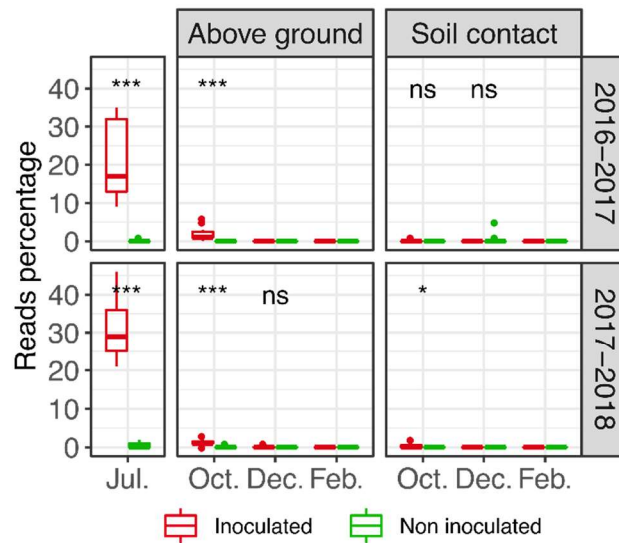 Above ground
Soil contact
Reads percentage
40
30
20
10
0
***
***
ns
ns
2016–2017
40
30
20
10
0
***
***
ns
*
2017–2018
Jul.
Oct. Dec. Feb.
Oct. Dec. Feb.
Inoculated
Non inoculated